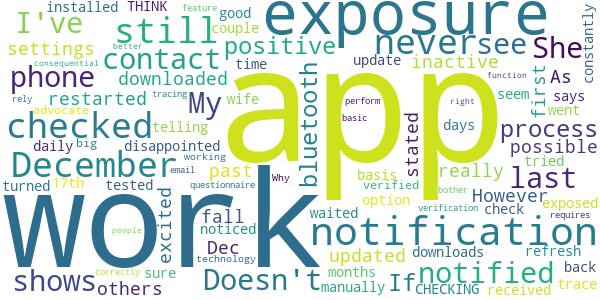 installed THINK feature good exposure constantly
I've still better couple
consequential positive never see She
settings contact update inactive
phone downloaded time first As says
restarted My wife app seem went
advocate tracing rely function
checked telling bluetooth perform right process
basic days possible
daily big disappointed stated tried
December working past basis really last
turned 17th tested email Why verified bother exposed
questionnaire option However check
work excited fall waited notification
noticed verification
people Dec updated downloads refresh back
shows technology months requires
others sure Doesn't manually If notified trace
correctly CHECKING received